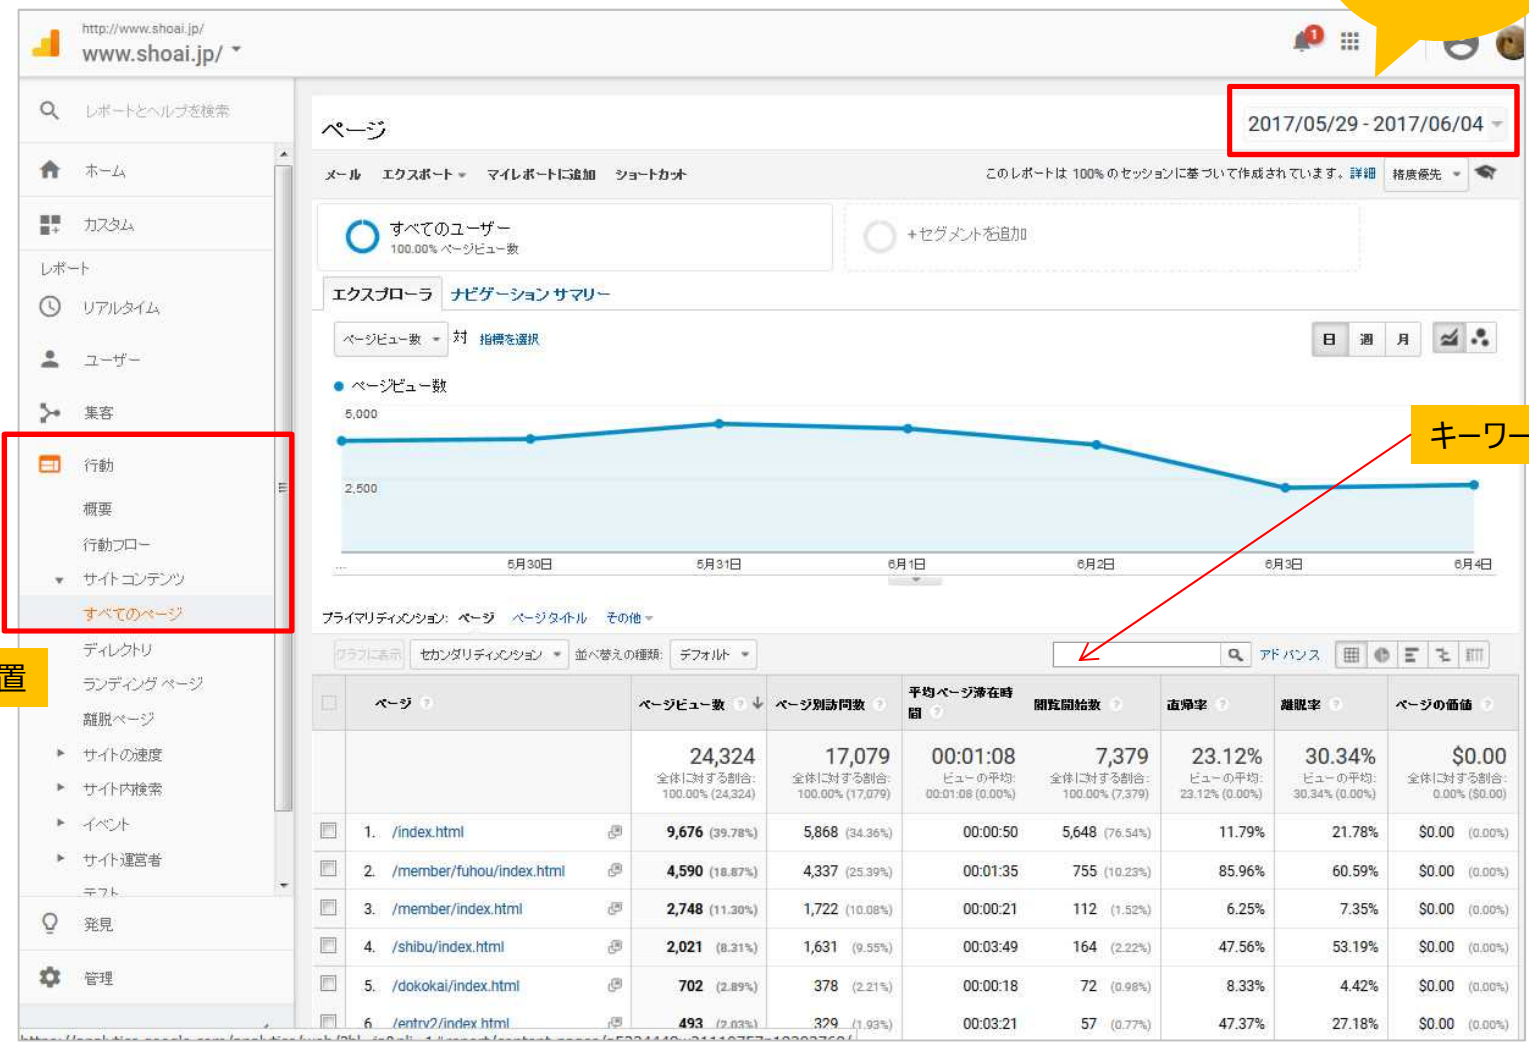 http://www.shoai.jp/
www.shoai.jp/
1
レポートとヘルプを検索
ホーム
カスタム
レポート
リアルタイム
ユーザー
集客
行動
概要
行動フロー
サイト コンテンツ
すべてのページ
ディレクトリ
ランディング ページ
離脱ページ
サイトの速度
サイト内検索
イベント
サイト運営者
テスト
発見
管理
置
ページ
2017/05/29 - 2017/06/04
メール エクスポート マイレポートに追加 ショートカット
このレポートは 100% のセッションに基づいて作成されています。詳細 精度優先
すべてのユーザー
100.00% ページビュー数
+セグメントを追加
エクスプローラ ナビゲーション サマリー
ページビュー数 対 指標を選択
日 週 月
ページビュー数
5,000
2,500
キーワー
... 5月30日 5月31日 6月1日 6月2日 6月3日 6月4日
プライマリ ディメンション: ページ ページ タイトル その他
グラフに表示 セカンダリ ディメンション 並べ替えの種類: デフォルト アドバンス
ページ ページビュー数 ページ別訪問数 平均ページ滞在時間 閲覧開始数 直帰率 離脱率 ページの価値
24,324 17,079 00:01:08 7,379 23.12% 30.34% $0.00
全体に対する割合: 全体に対する割合: ビューの平均: 全体に対する割合: ビューの平均: ビューの平均: 全体に対する割合:
100.00% (24,324) 100.00% (17,079) 00:01:08 (0.00%) 100.00% (7,379) 23.12% (0.00%) 30.34% (0.00%) 0.00% ($0.00)
1. /index.html 9,676 (39.78%) 5,868 (34.36%) 00:00:50 5,648 (76.54%) 11.79% 21.78% $0.00 (0.00%)
2. /member/fuhou/index.html 4,590 (18.87%) 4,337 (25.39%) 00:01:35 755 (10.23%) 85.96% 60.59% $0.00 (0.00%)
3. /member/index.html 2,748 (11.30%) 1,722 (10.08%) 00:00:21 112 (1.52%) 6.25% 7.35% $0.00 (0.00%)
4. /shibu/index.html 2,021 (8.31%) 1,631 (9.55%) 00:03:49 164 (2.22%) 47.56% 53.19% $0.00 (0.00%)
5. /dokokai/index.html 702 (2.89%) 378 (2.21%) 00:00:18 72 (0.98%) 8.33% 4.42% $0.00 (0.00%)
6. /entry2/index.html 493 (2.03%) 329 (1.93%) 00:03:21 57 (0.77%) 47.37% 27.18% $0.00 (0.00%)